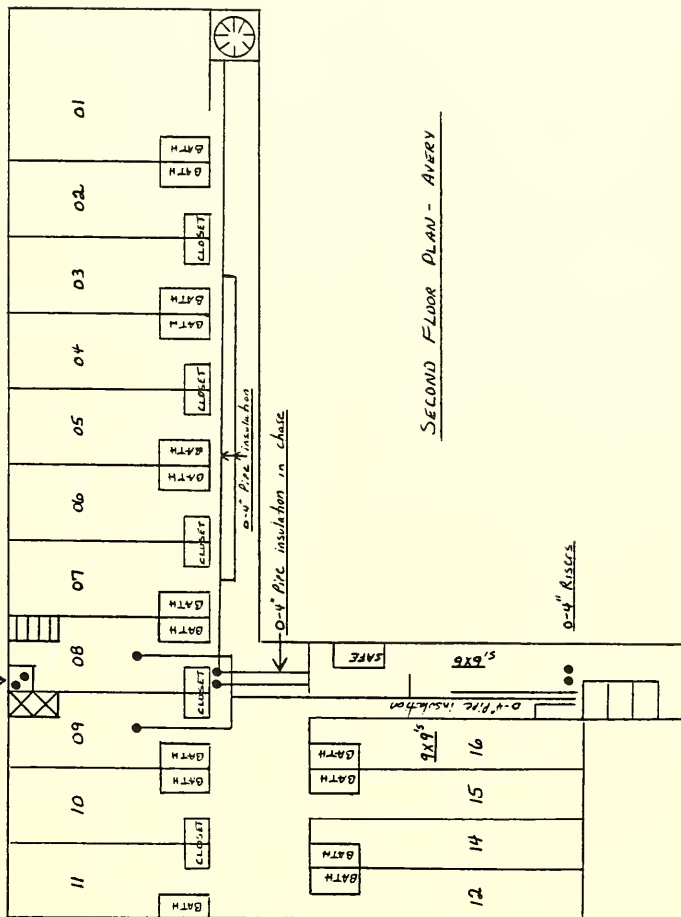 01
BATH
BATH
02
CLOSET
03
BATH
BATH
04
CLOSET
05
BATH
BATH
06
CLOSET
07
BATH
BATH
08
CLOSET
09
BATH
BATH
10
CLOSET
11
BATH
0-4" Pipe insulation
0-4" Pipe insulation in chase
SECOND FLOOR PLAN - AVERY
0-4" Risers
SAFE
9x9's
0-4" Pipe insulation
9x9's
BATH
BATH
16
15
BATH
BATH
14
12